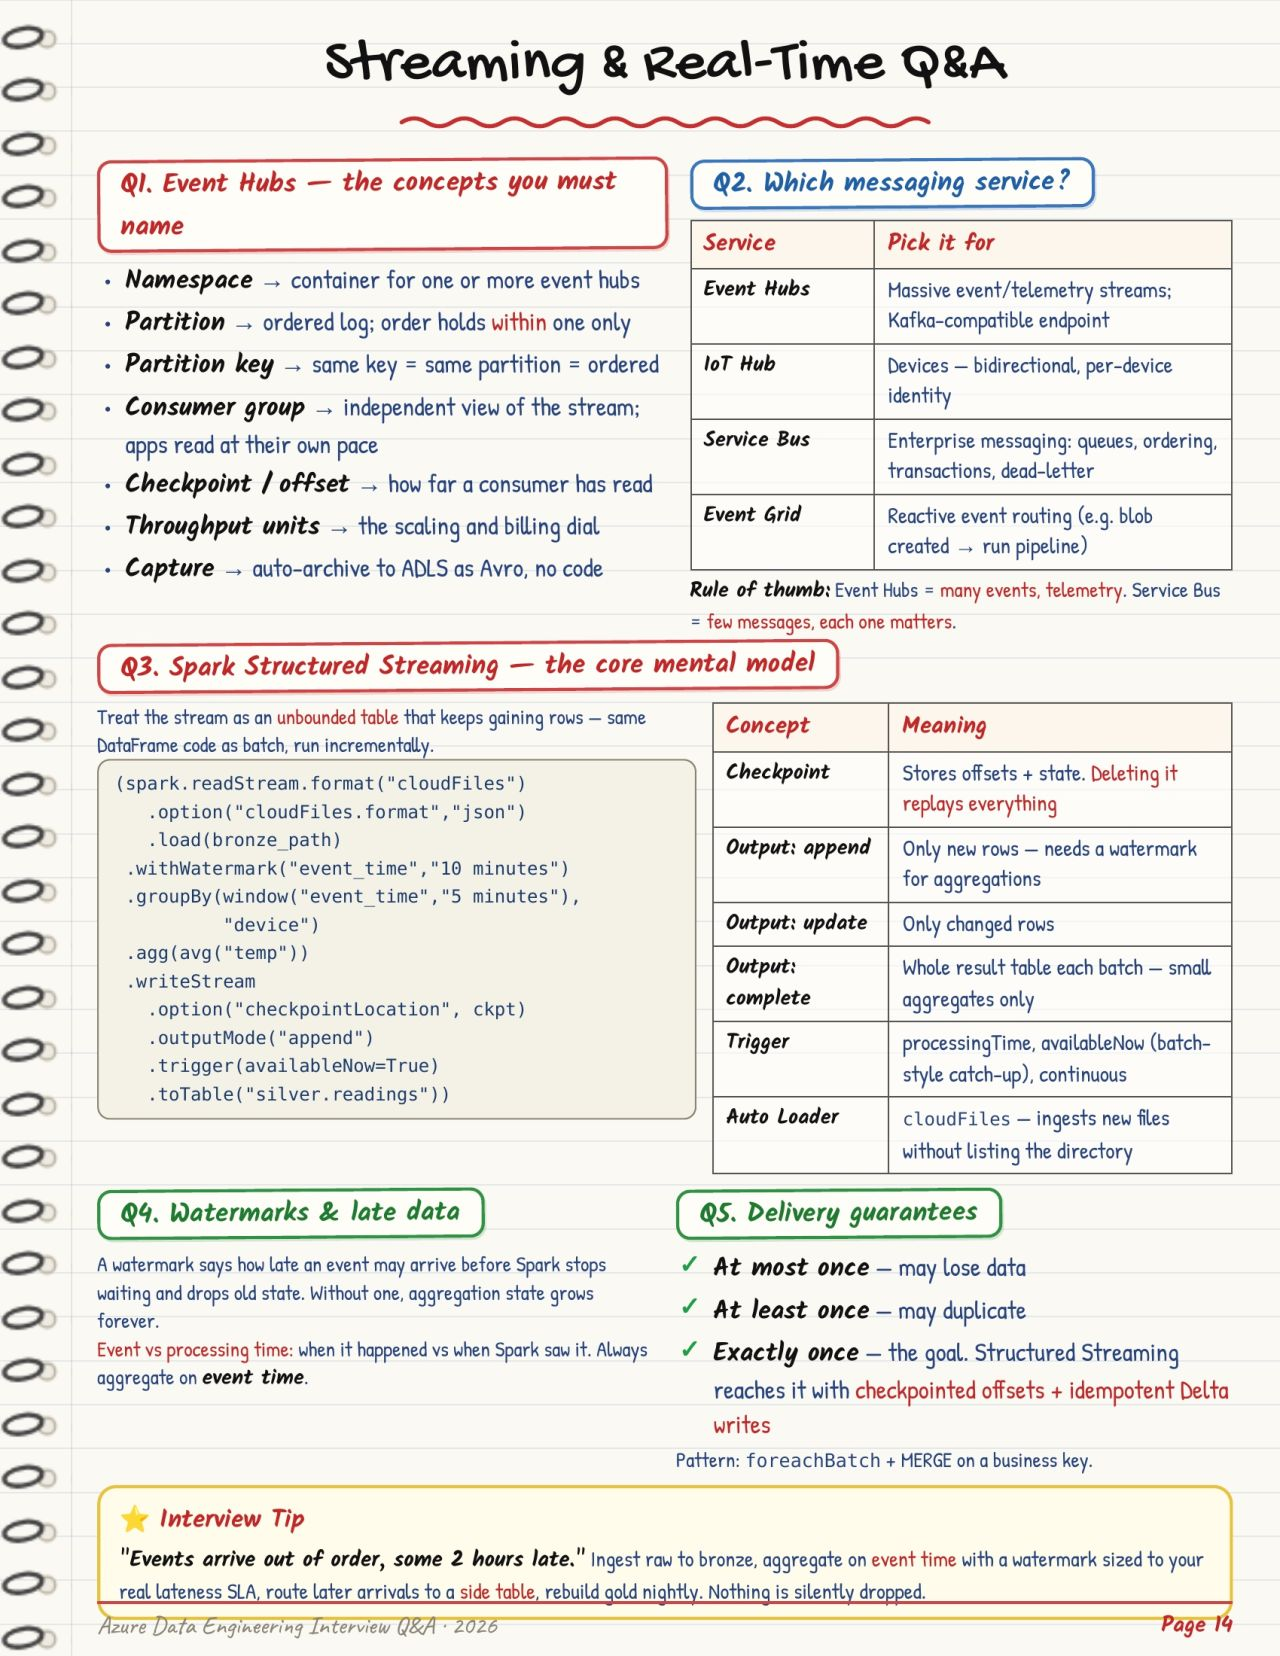 Streaming & Real-Time Q&A
Q1. Event Hubs — the concepts you must
name
• Namespace → container for one or more event hubs
• Partition → ordered log; order holds within one only
• Partition key → same key = same partition = ordered
• Consumer group → independent view of the stream;
apps read at their own pace
• Checkpoint / offset → how far a consumer has read
• Throughput units → the scaling and billing dial
• Capture → auto-archive to ADLS as Avro, no code
Q2. Which messaging service?
Service Pick it for
Event Hubs Massive event/telemetry streams;
Kafka-compatible endpoint
IoT Hub Devices — bidirectional, per-device
identity
Service Bus Enterprise messaging: queues, ordering,
transactions, dead-letter
Event Grid Reactive event routing (e.g. blob
created → run pipeline)
Rule of thumb: Event Hubs = many events, telemetry. Service Bus
= few messages, each one matters.
Q3. Spark Structured Streaming — the core mental model
Treat the stream as an unbounded table that keeps gaining rows — same
DataFrame code as batch, run incrementally.
(spark.readStream.format("cloudFiles")
   .option("cloudFiles.format","json")
   .load(bronze_path)
 .withWatermark("event_time","10 minutes")
 .groupBy(window("event_time","5 minutes"),
          "device")
 .agg(avg("temp"))
 .writeStream
   .option("checkpointLocation", ckpt)
   .outputMode("append")
   .trigger(availableNow=True)
   .toTable("silver.readings"))
Concept Meaning
Checkpoint Stores offsets + state. Deleting it
replays everything
Output: append Only new rows — needs a watermark
for aggregations
Output: update Only changed rows
Output: Whole result table each batch — small
complete aggregates only
Trigger processingTime, availableNow (batch-
style catch-up), continuous
Auto Loader cloudFiles — ingests new files
without listing the directory
Q4. Watermarks & late data
A watermark says how late an event may arrive before Spark stops
waiting and drops old state. Without one, aggregation state grows
forever.
Event vs processing time: when it happened vs when Spark saw it. Always
aggregate on event time.
Q5. Delivery guarantees
✓ At most once — may lose data
✓ At least once — may duplicate
✓ Exactly once — the goal. Structured Streaming
reaches it with checkpointed offsets + idempotent Delta
writes
Pattern: foreachBatch + MERGE on a business key.
⭐ Interview Tip
"Events arrive out of order, some 2 hours late." Ingest raw to bronze, aggregate on event time with a watermark sized to your
real lateness SLA, route later arrivals to a side table, rebuild gold nightly. Nothing is silently dropped.
Azure Data Engineering Interview Q&A · 2026
Page 14